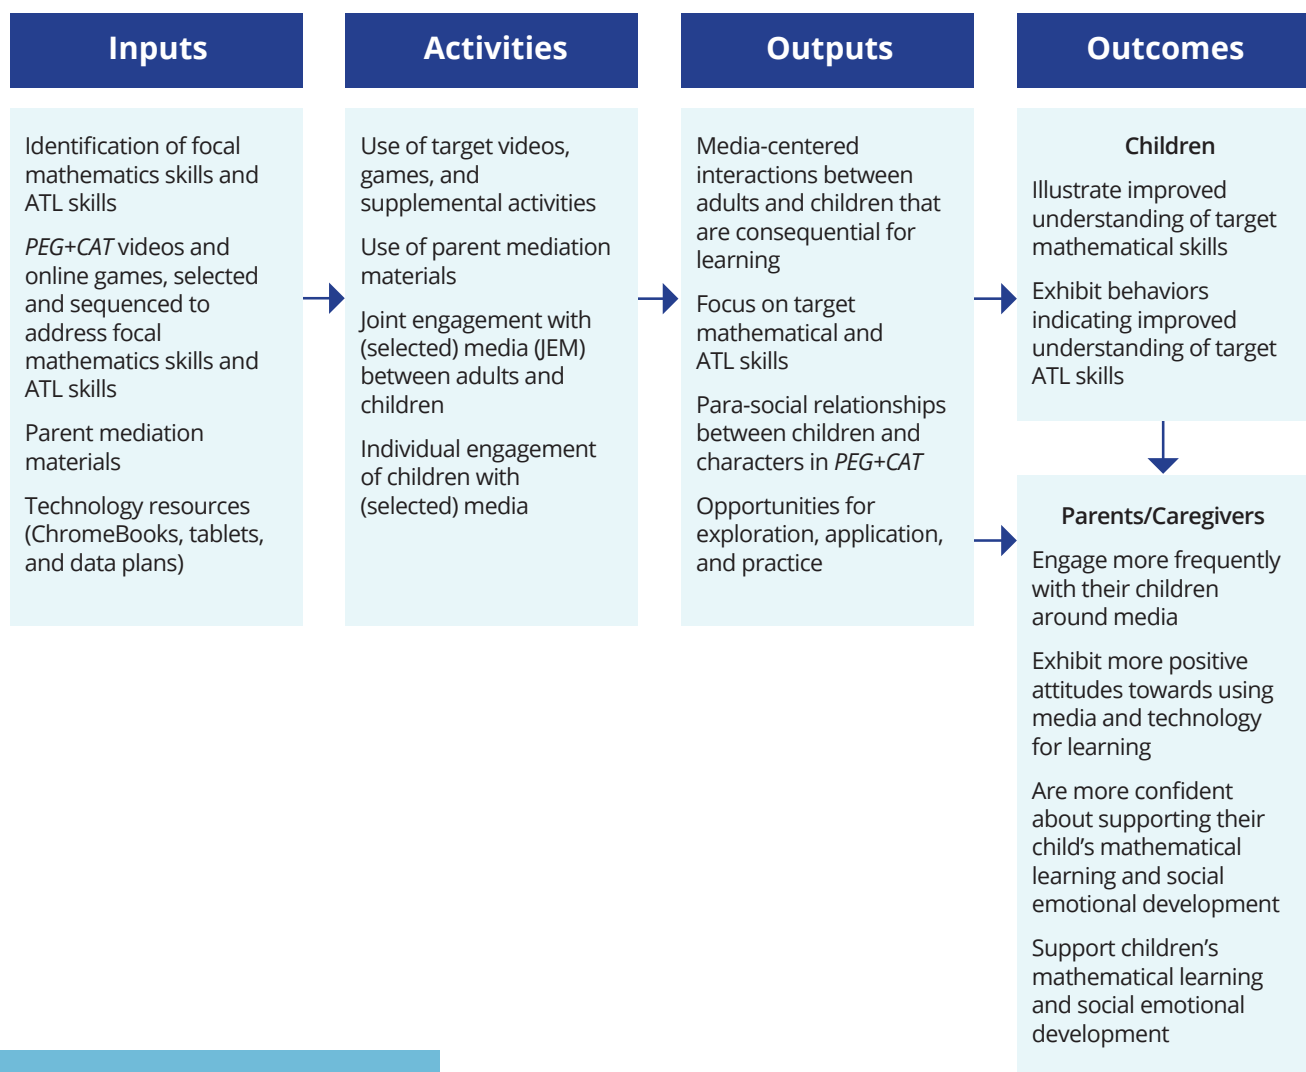 Inputs
Identification of focal
mathematics skills and
ATL skills
PEG+CAT videos and
online games, selected
and sequenced to
address focal
mathematics skills and
ATL skills
Parent mediation
materials
Technology resources
(ChromeBooks, tablets,
and data plans)
Activities
Use of target videos,
games, and
supplemental activities
Use of parent mediation
materials
Joint engagement with
(selected) media (JEM)
between adults and
children
Individual engagement
of children with
(selected) media
Outputs
Media-centered
interactions between
adults and children that
are consequential for
learning
Focus on target
mathematical and
ATL skills
Para-social relationships
between children and
characters in PEG+CAT
Opportunities for
exploration, application,
and practice
Outcomes
Children
Illustrate improved
understanding of target
mathematical skills
Exhibit behaviors
indicating improved
understanding of target
ATL skills
Parents/Caregivers
Engage more frequently
with their children
around media
Exhibit more positive
attitudes towards using
media and technology
for learning
Are more confident
about supporting their
child’s mathematical
learning and social
emotional development
Support children’s
mathematical learning
and social emotional
development